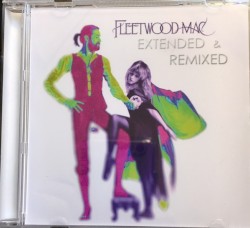 FLEETWOOD MAC
EXTENDED &
REMIXED